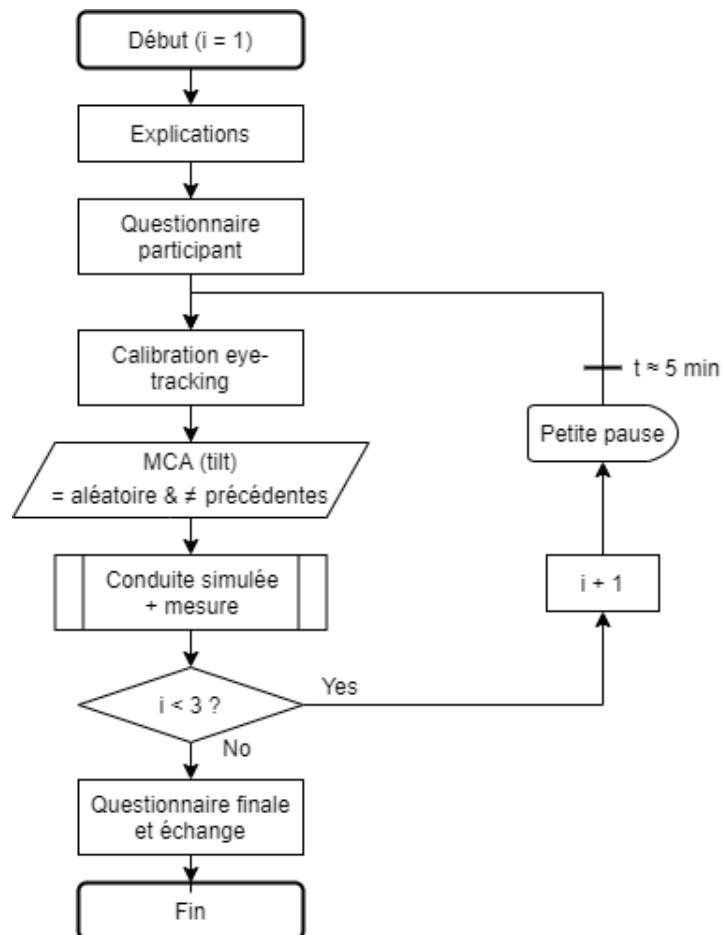 Début (i = 1)
Explications
Questionnaire
participant
Calibration eye-
tracking
t ≈ 5 min
Petite pause
MCA (tilt)
= aléatoire & ≠ précédentes
Conduite simulée
+ mesure
i + 1
i < 3 ?
Yes
No
Questionnaire finale
et échange
Fin